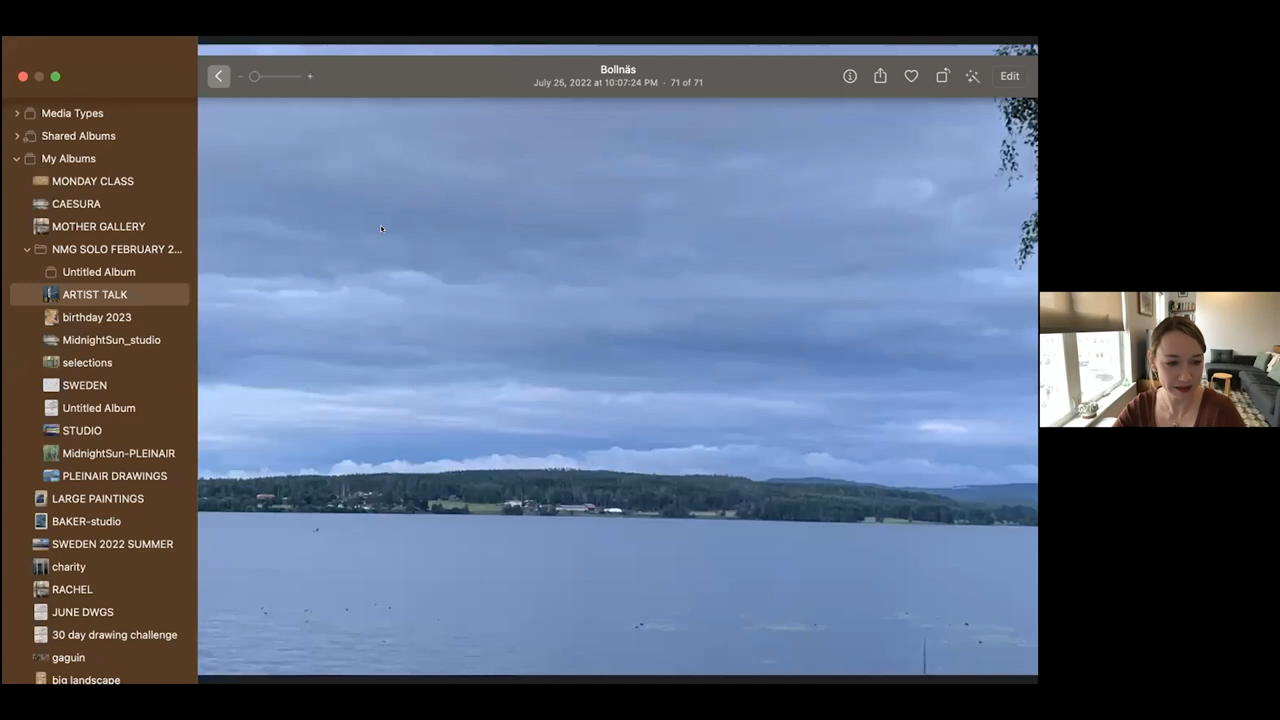 Bollnäs
July 25, 2022 at 10:07:24 PM · 71 of 71
Edit
Media Types
Shared Albums
My Albums
MONDAY CLASS
CAESURA
MOTHER GALLERY
NMG SOLO FEBRUARY 2...
Untitled Album
ARTIST TALK
birthday 2023
MidnightSun_studio
selections
SWEDEN
Untitled Album
STUDIO
MidnightSun-PLEINAIR
PLEINAIR DRAWINGS
LARGE PAINTINGS
BAKER-studio
SWEDEN 2022 SUMMER
charity
RACHEL
JUNE DWGS
30 day drawing challenge
gaguin
big landscape